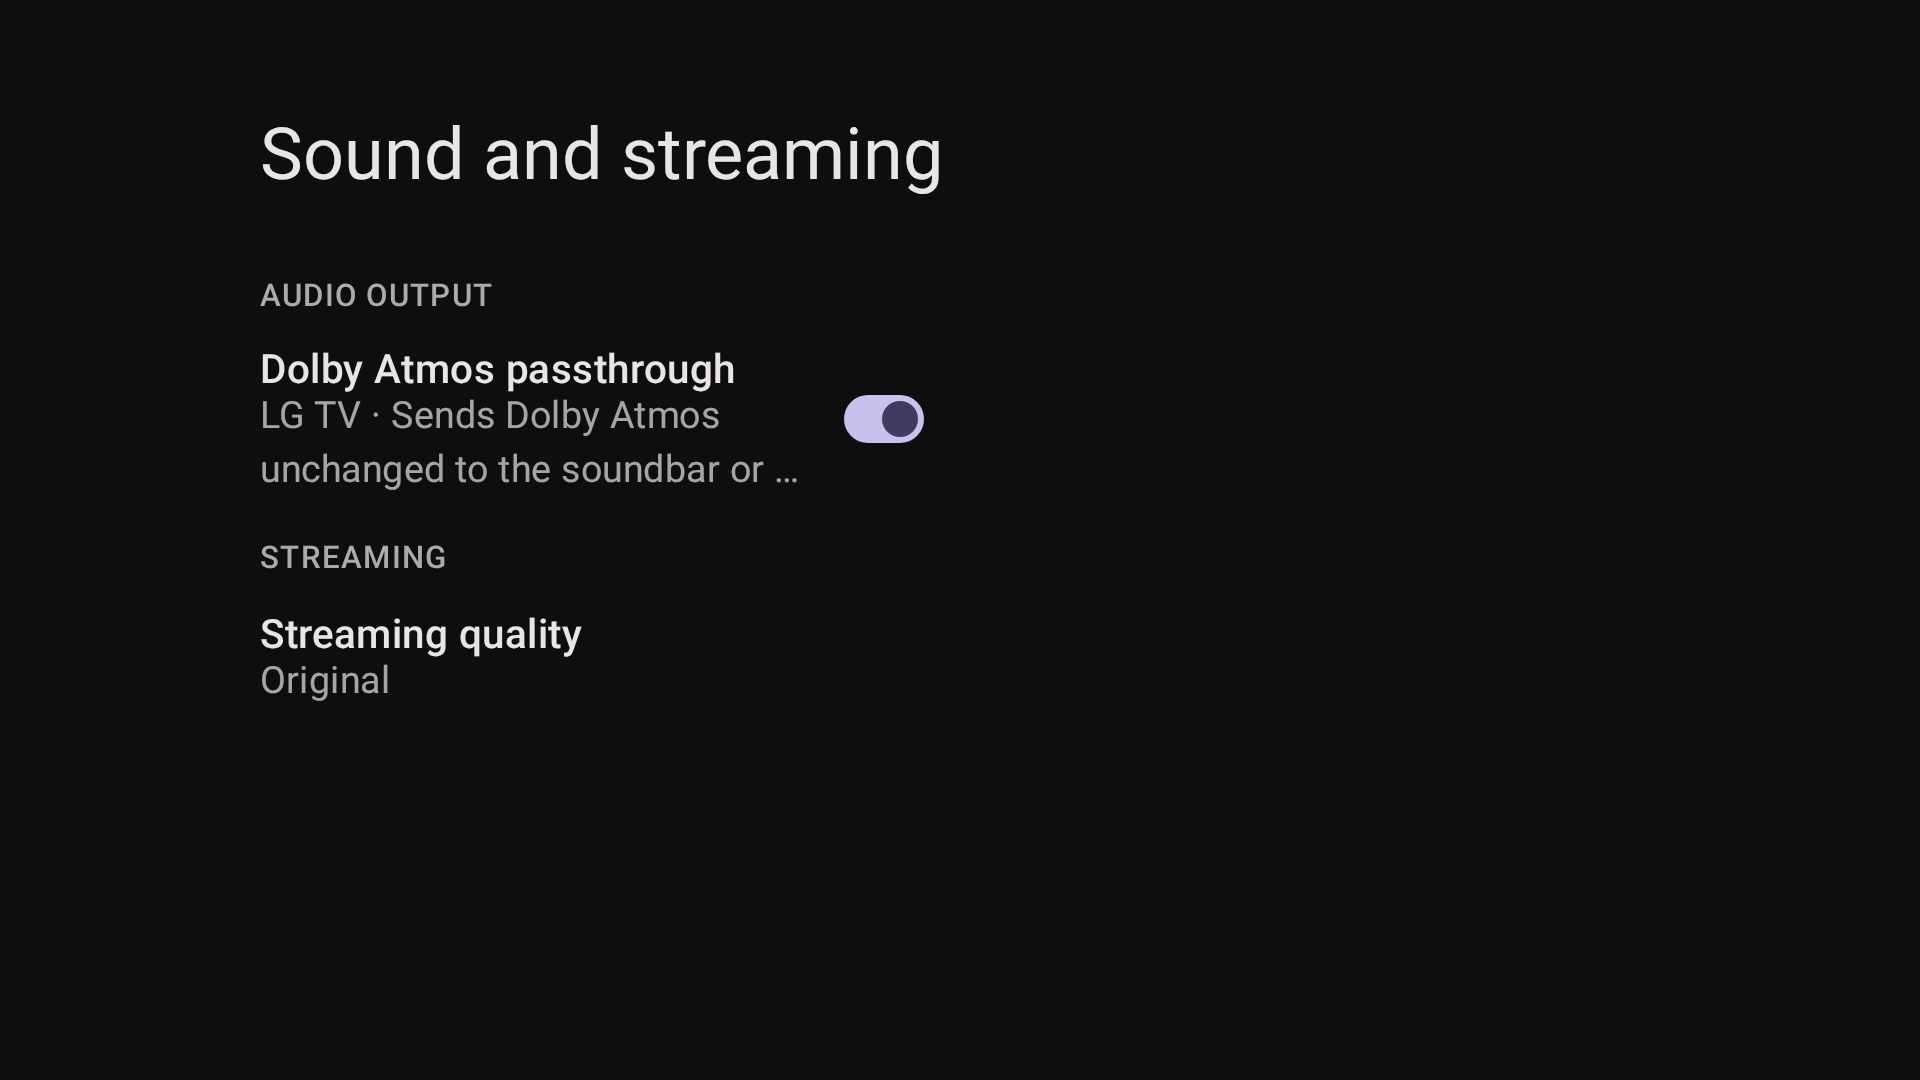 Sound and streaming
AUDIO OUTPUT
Dolby Atmos passthrough
LG TV · Sends Dolby Atmos
unchanged to the soundbar or …
STREAMING
Streaming quality
Original